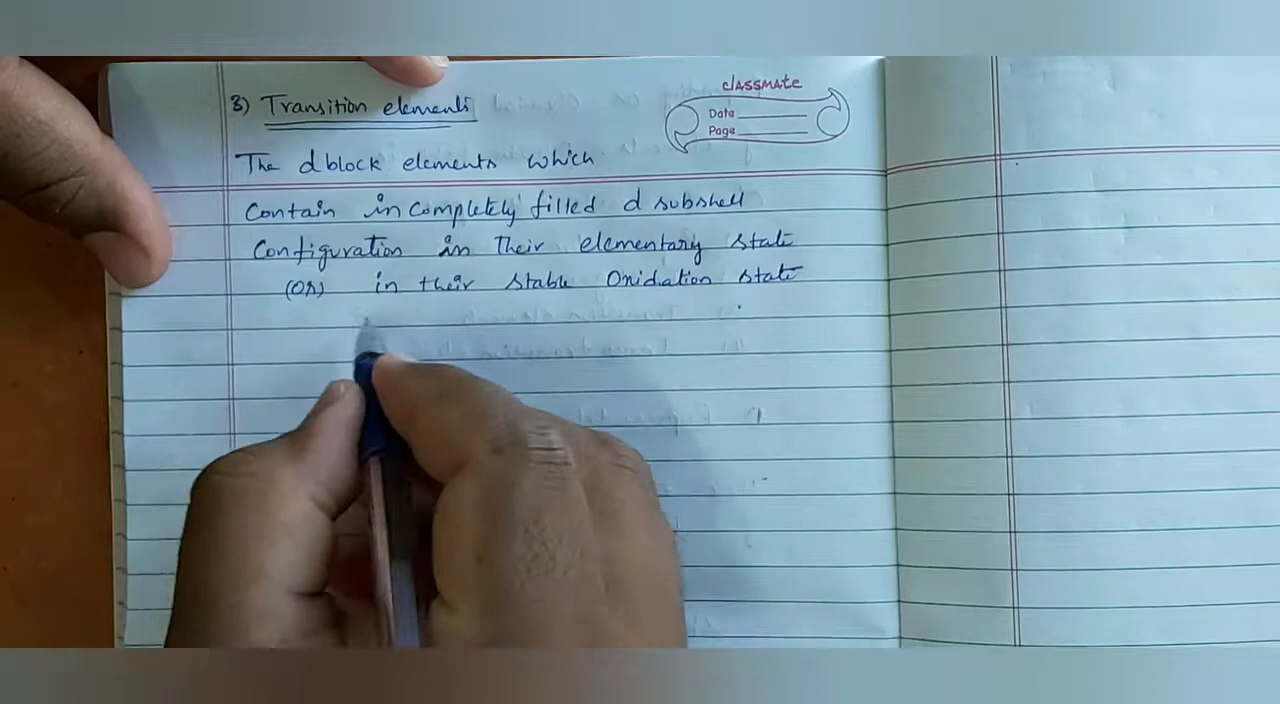 3) Transition elements
classmate
Date
Page
The d block elements which
Contain incompletely filled d subshell
Configuration in their elementary state
(Or) in their stable Oxidation state